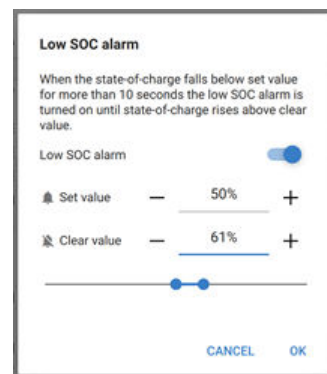 Low SOC alarm
When the state-of-charge falls below set value
for more than 10 seconds the low SOC alarm is
turned on until state-of-charge rises above clear
value.
Low SOC alarm
Set value — 50% +
Clear value — 61% +
CANCEL OK